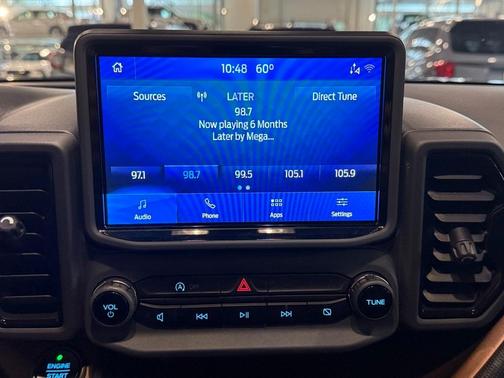 10:48 60°
Sources LATER Direct Tune
98.7
Now playing 6 Months
Later by Mega...
97.1 98.7 99.5 105.1 105.9
Audio Phone Apps Settings
OFF
VOL TUNE
ENGINE
START